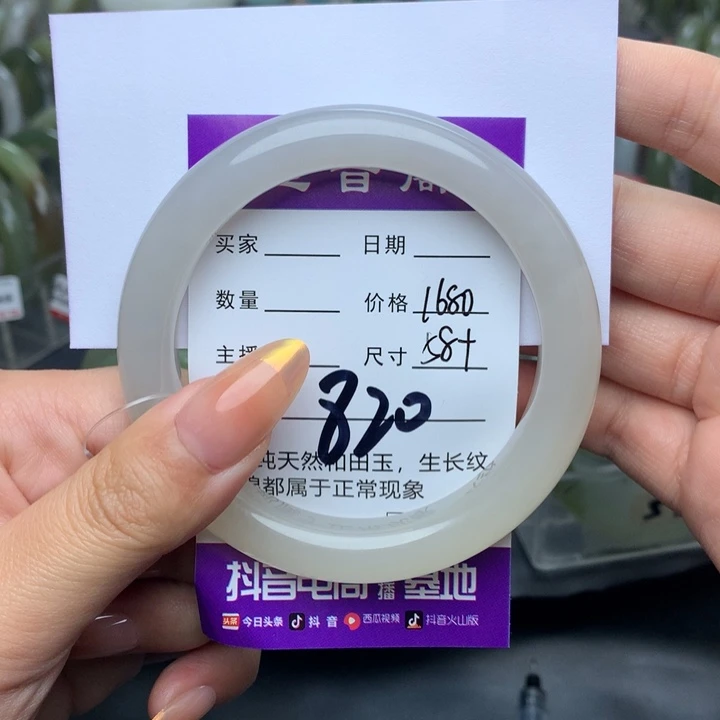 买家 日期
数量 价格 1680
主播 尺寸 58+
820
纯天然和田玉，生长纹
都属于正常现象
抖音电商直播基地
今日头条 抖音 西瓜视频 抖音火山版